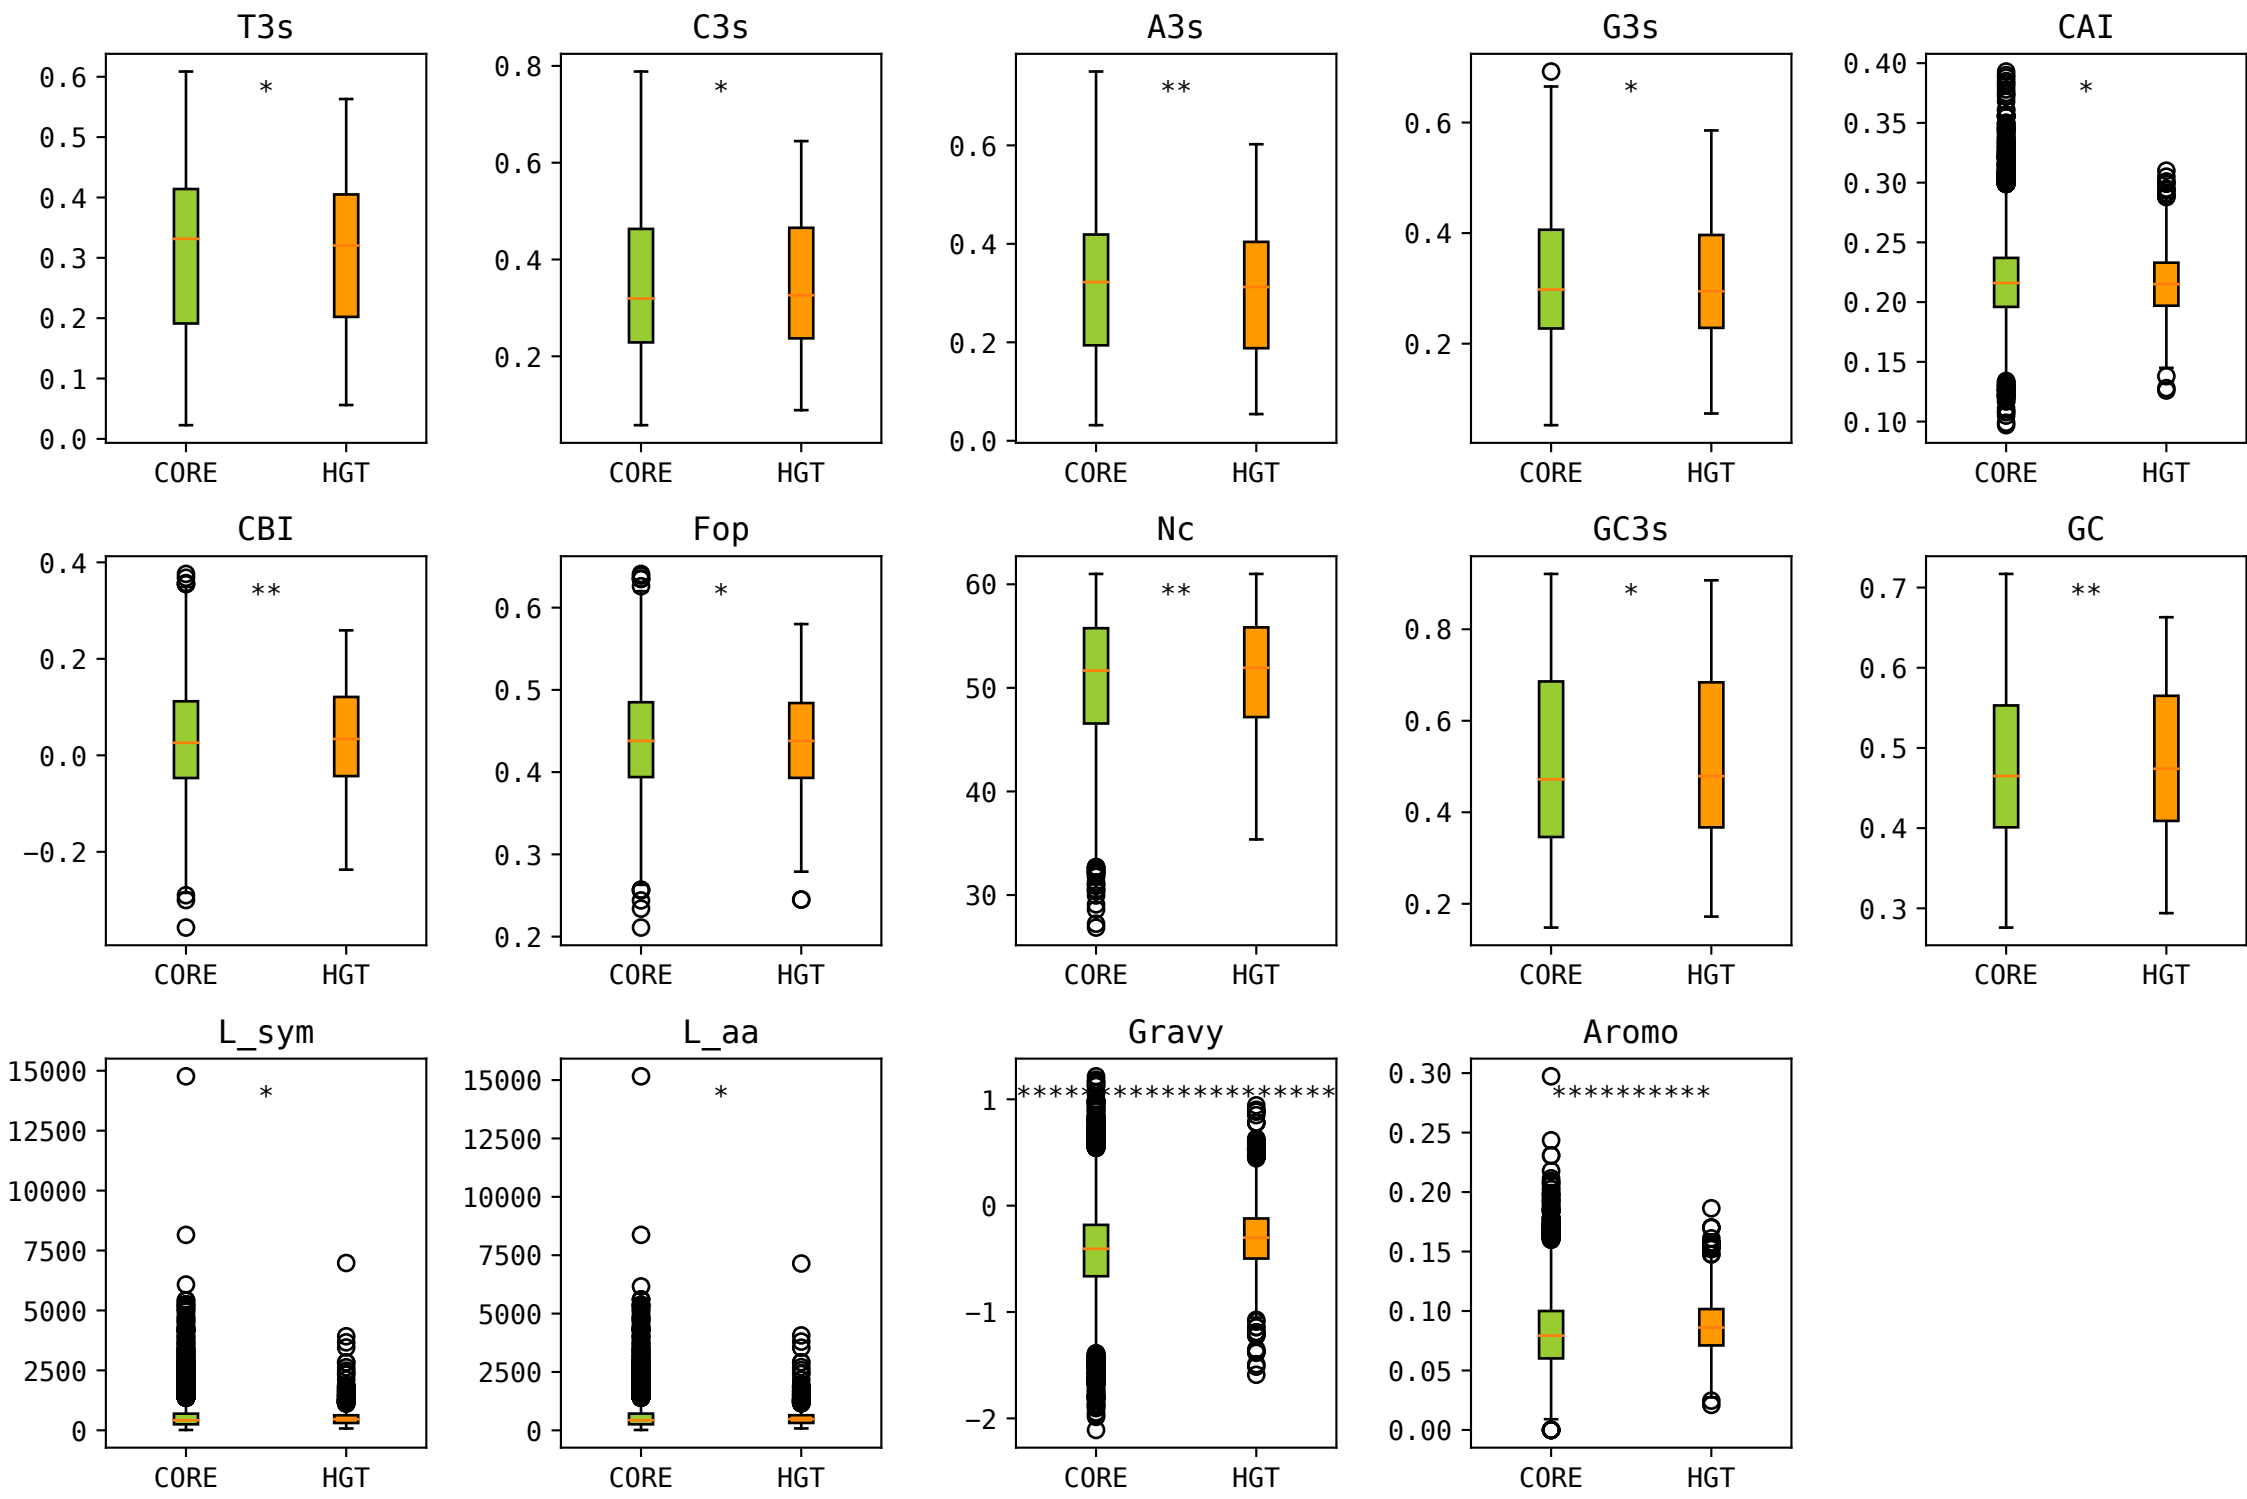 T3s
C3s
A3s
G3s
CAI
0.6
0.5
0.4
0.3
0.2
0.1
0.0
*
CORE
HGT
0.8
0.6
0.4
0.2
*
CORE
HGT
0.6
0.4
0.2
0.0
**
CORE
HGT
0.6
0.4
0.2
*
CORE
HGT
0.40
0.35
0.30
0.25
0.20
0.15
0.10
*
CORE
HGT
CBI
Fop
Nc
GC3s
GC
0.4
0.2
0.0
−0.2
**
CORE
HGT
0.6
0.5
0.4
0.3
0.2
*
CORE
HGT
60
50
40
30
**
CORE
HGT
0.8
0.6
0.4
0.2
*
CORE
HGT
0.7
0.6
0.5
0.4
0.3
**
CORE
HGT
L_sym
L_aa
Gravy
Aromo
15000
12500
10000
7500
5000
2500
0
*
CORE
HGT
15000
12500
10000
7500
5000
2500
0
*
CORE
HGT
1
0
−1
−2
********************
CORE
HGT
0.30
0.25
0.20
0.15
0.10
0.05
0.00
**********
CORE
HGT